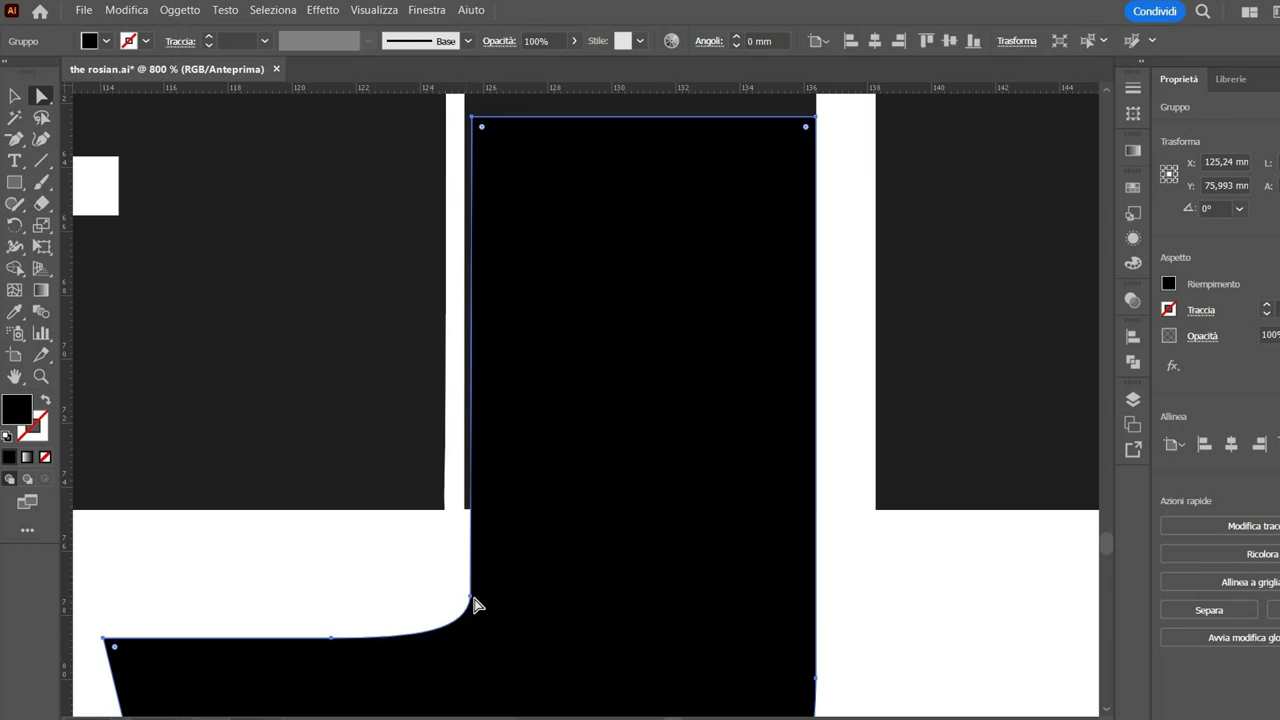 Ai File Modifica Oggetto Testo Seleziona Effetto Visualizza Finestra Aiuto Condividi
Gruppo Traccia: Base Opacità: 100% Stile: Angoli: 0 mm Trasforma
the rosian.ai* @ 800 % (RGB/Anteprima) ×
Proprietà Librerie
114 116 118 120 122 124 126 128 130 132 134 136 138 140 142 144
Gruppo
Trasforma
X: 125,24 mm L:
Y: 75,993 mm A:
0°
Aspetto
Riempimento
Traccia
Opacità 100%
fx.
Allinea
Azioni rapide
Modifica tracc
Ricolora
Allinea a griglia
Separa
Avvia modifica glo